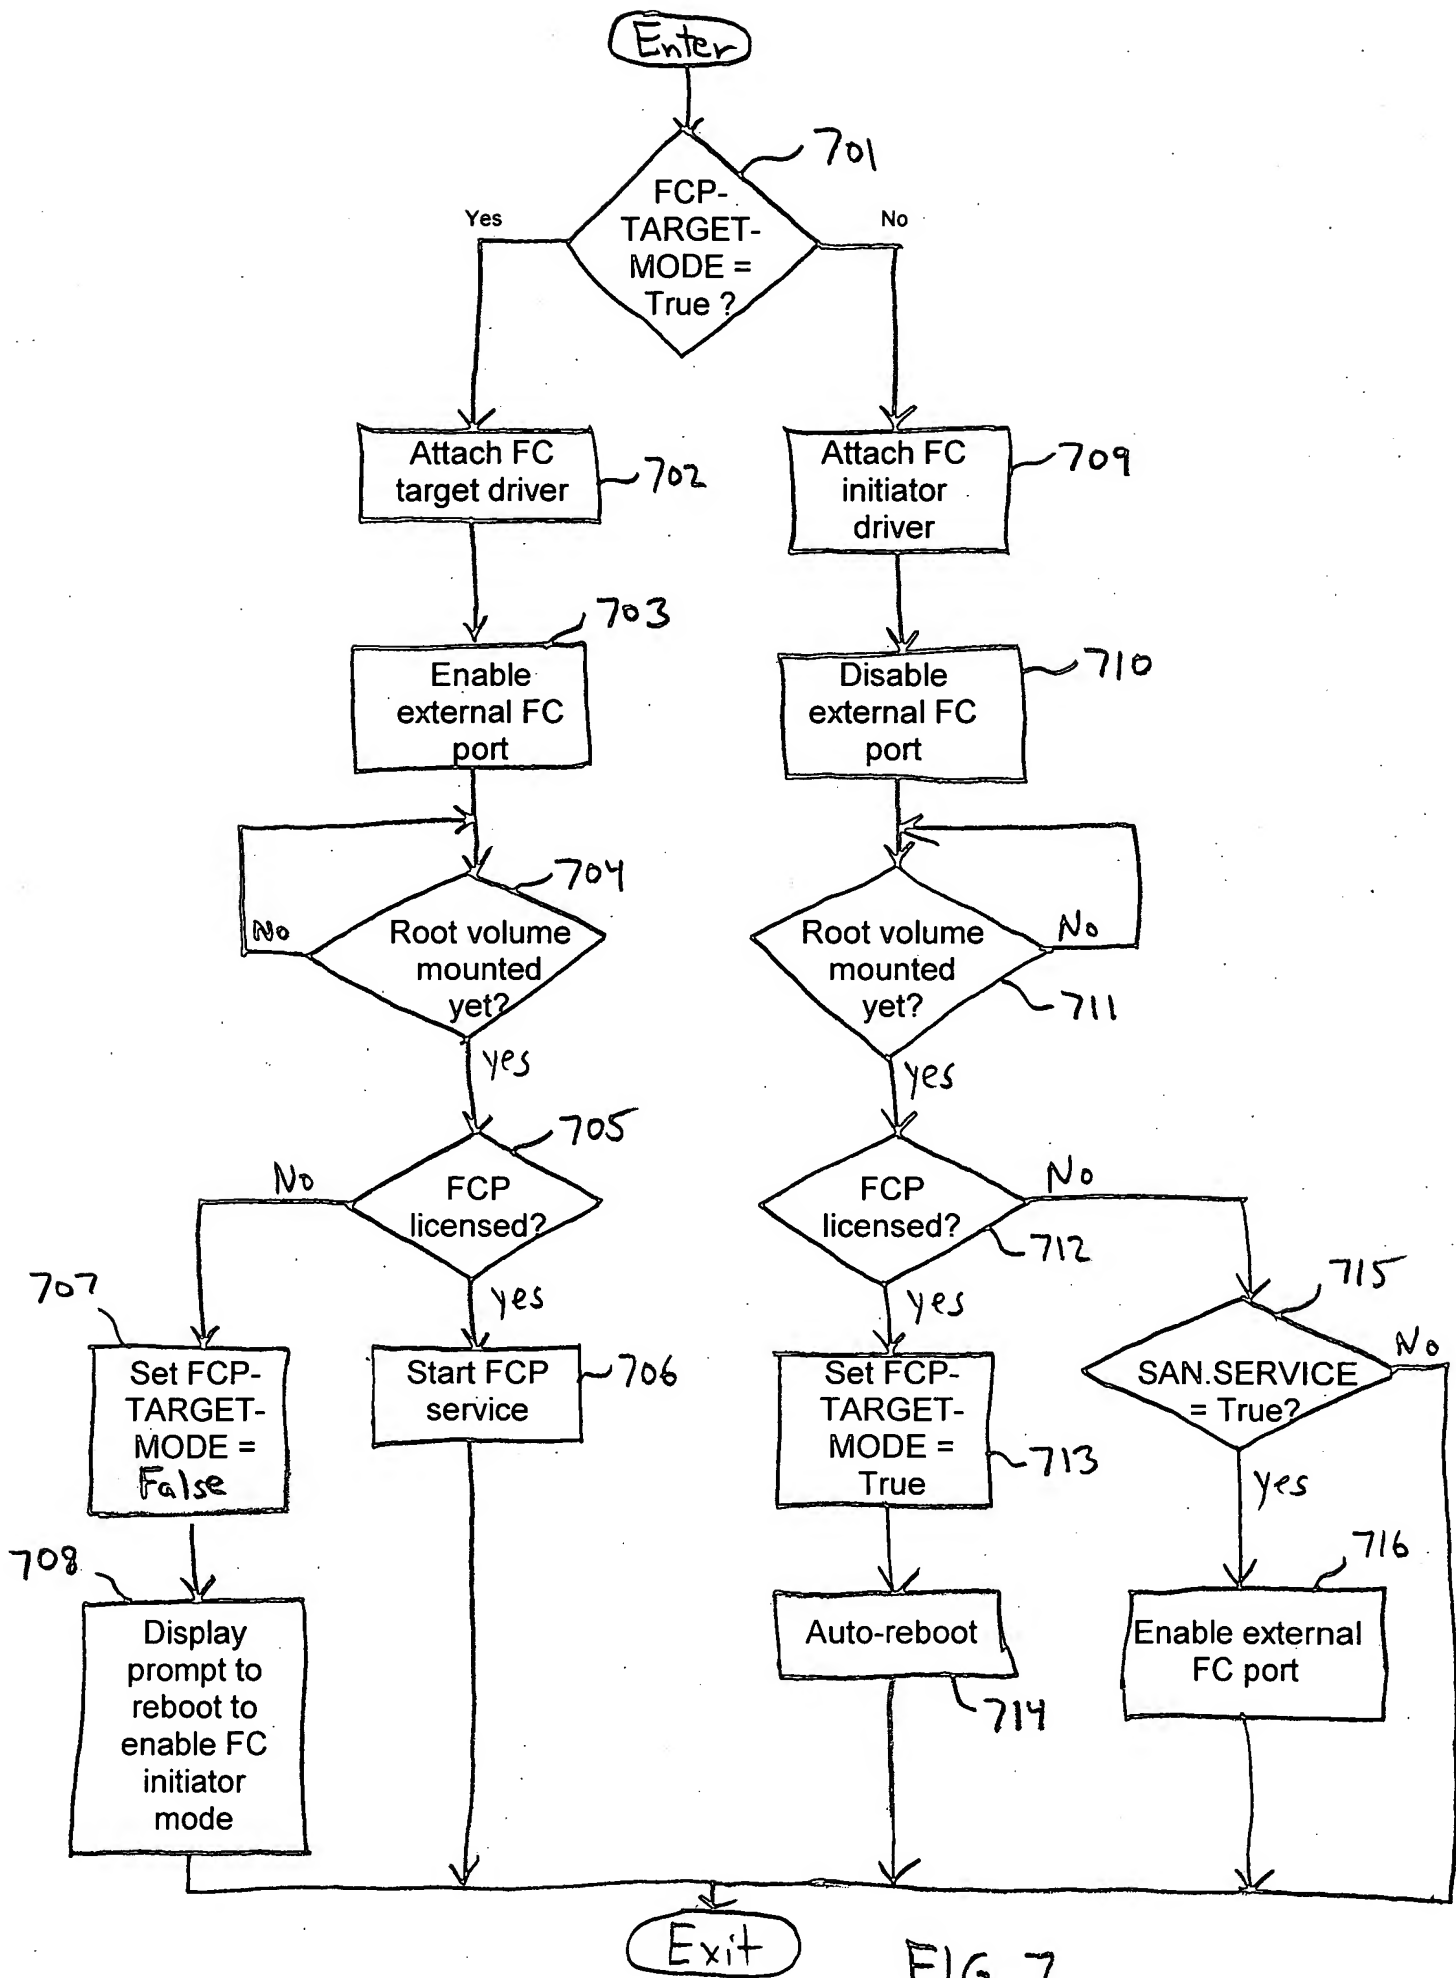 Enter
701
FCP-
TARGET-
MODE =
True ?
Yes
No
Attach FC
target driver
702
Attach FC
initiator
driver
709
703
Enable
external FC
port
Disable
external FC
port
710
704
Root volume
mounted
yet?
No
yes
Root volume
mounted
yet?
No
711
yes
705
FCP
licensed?
No
yes
FCP
licensed?
No
712
yes
707
Set FCP-
TARGET-
MODE =
False
Start FCP
service
706
Set FCP-
TARGET-
MODE =
True
713
715
SAN.SERVICE
= True?
No
yes
708
Display
prompt to
reboot to
enable FC
initiator
mode
Auto-reboot
714
716
Enable external
FC port
Exit
FIG. 7